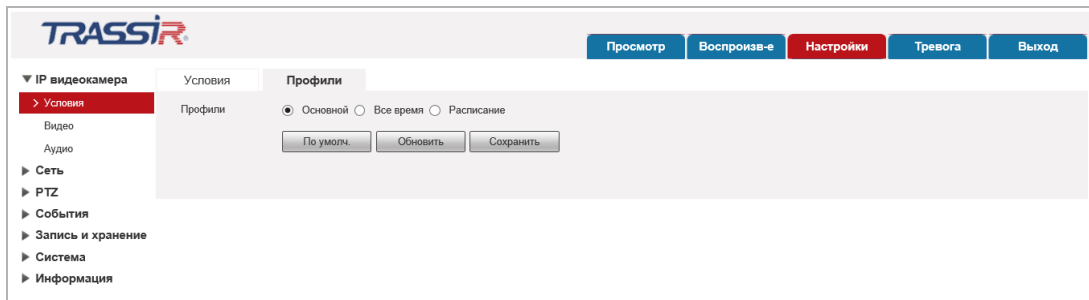 TRASSIR
Просмотр Воспроизв-е Настройки Тревога Выход
IP видеокамера Условия Профили
Условия Профили Основной Все время Расписание
Видео
По умолч. Обновить Сохранить
Аудио
Сеть
PTZ
События
Запись и хранение
Система
Информация